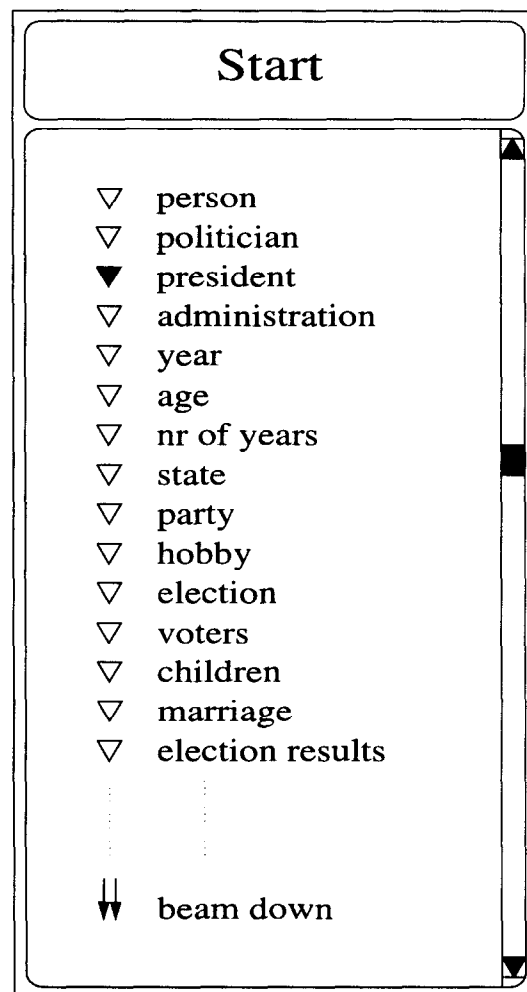 Start
person
politician
president
administration
year
age
nr of years
state
party
hobby
election
voters
children
marriage
election results
beam down